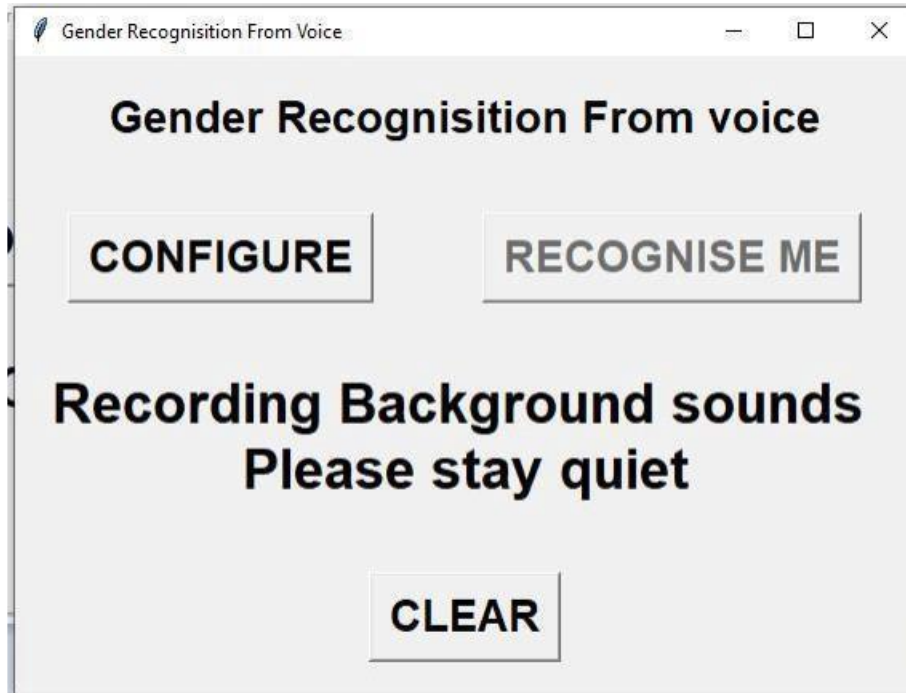 Gender Recognisition From Voice
Gender Recognisition From voice
CONFIGURE
RECOGNISE ME
Recording Background sounds
Please stay quiet
CLEAR